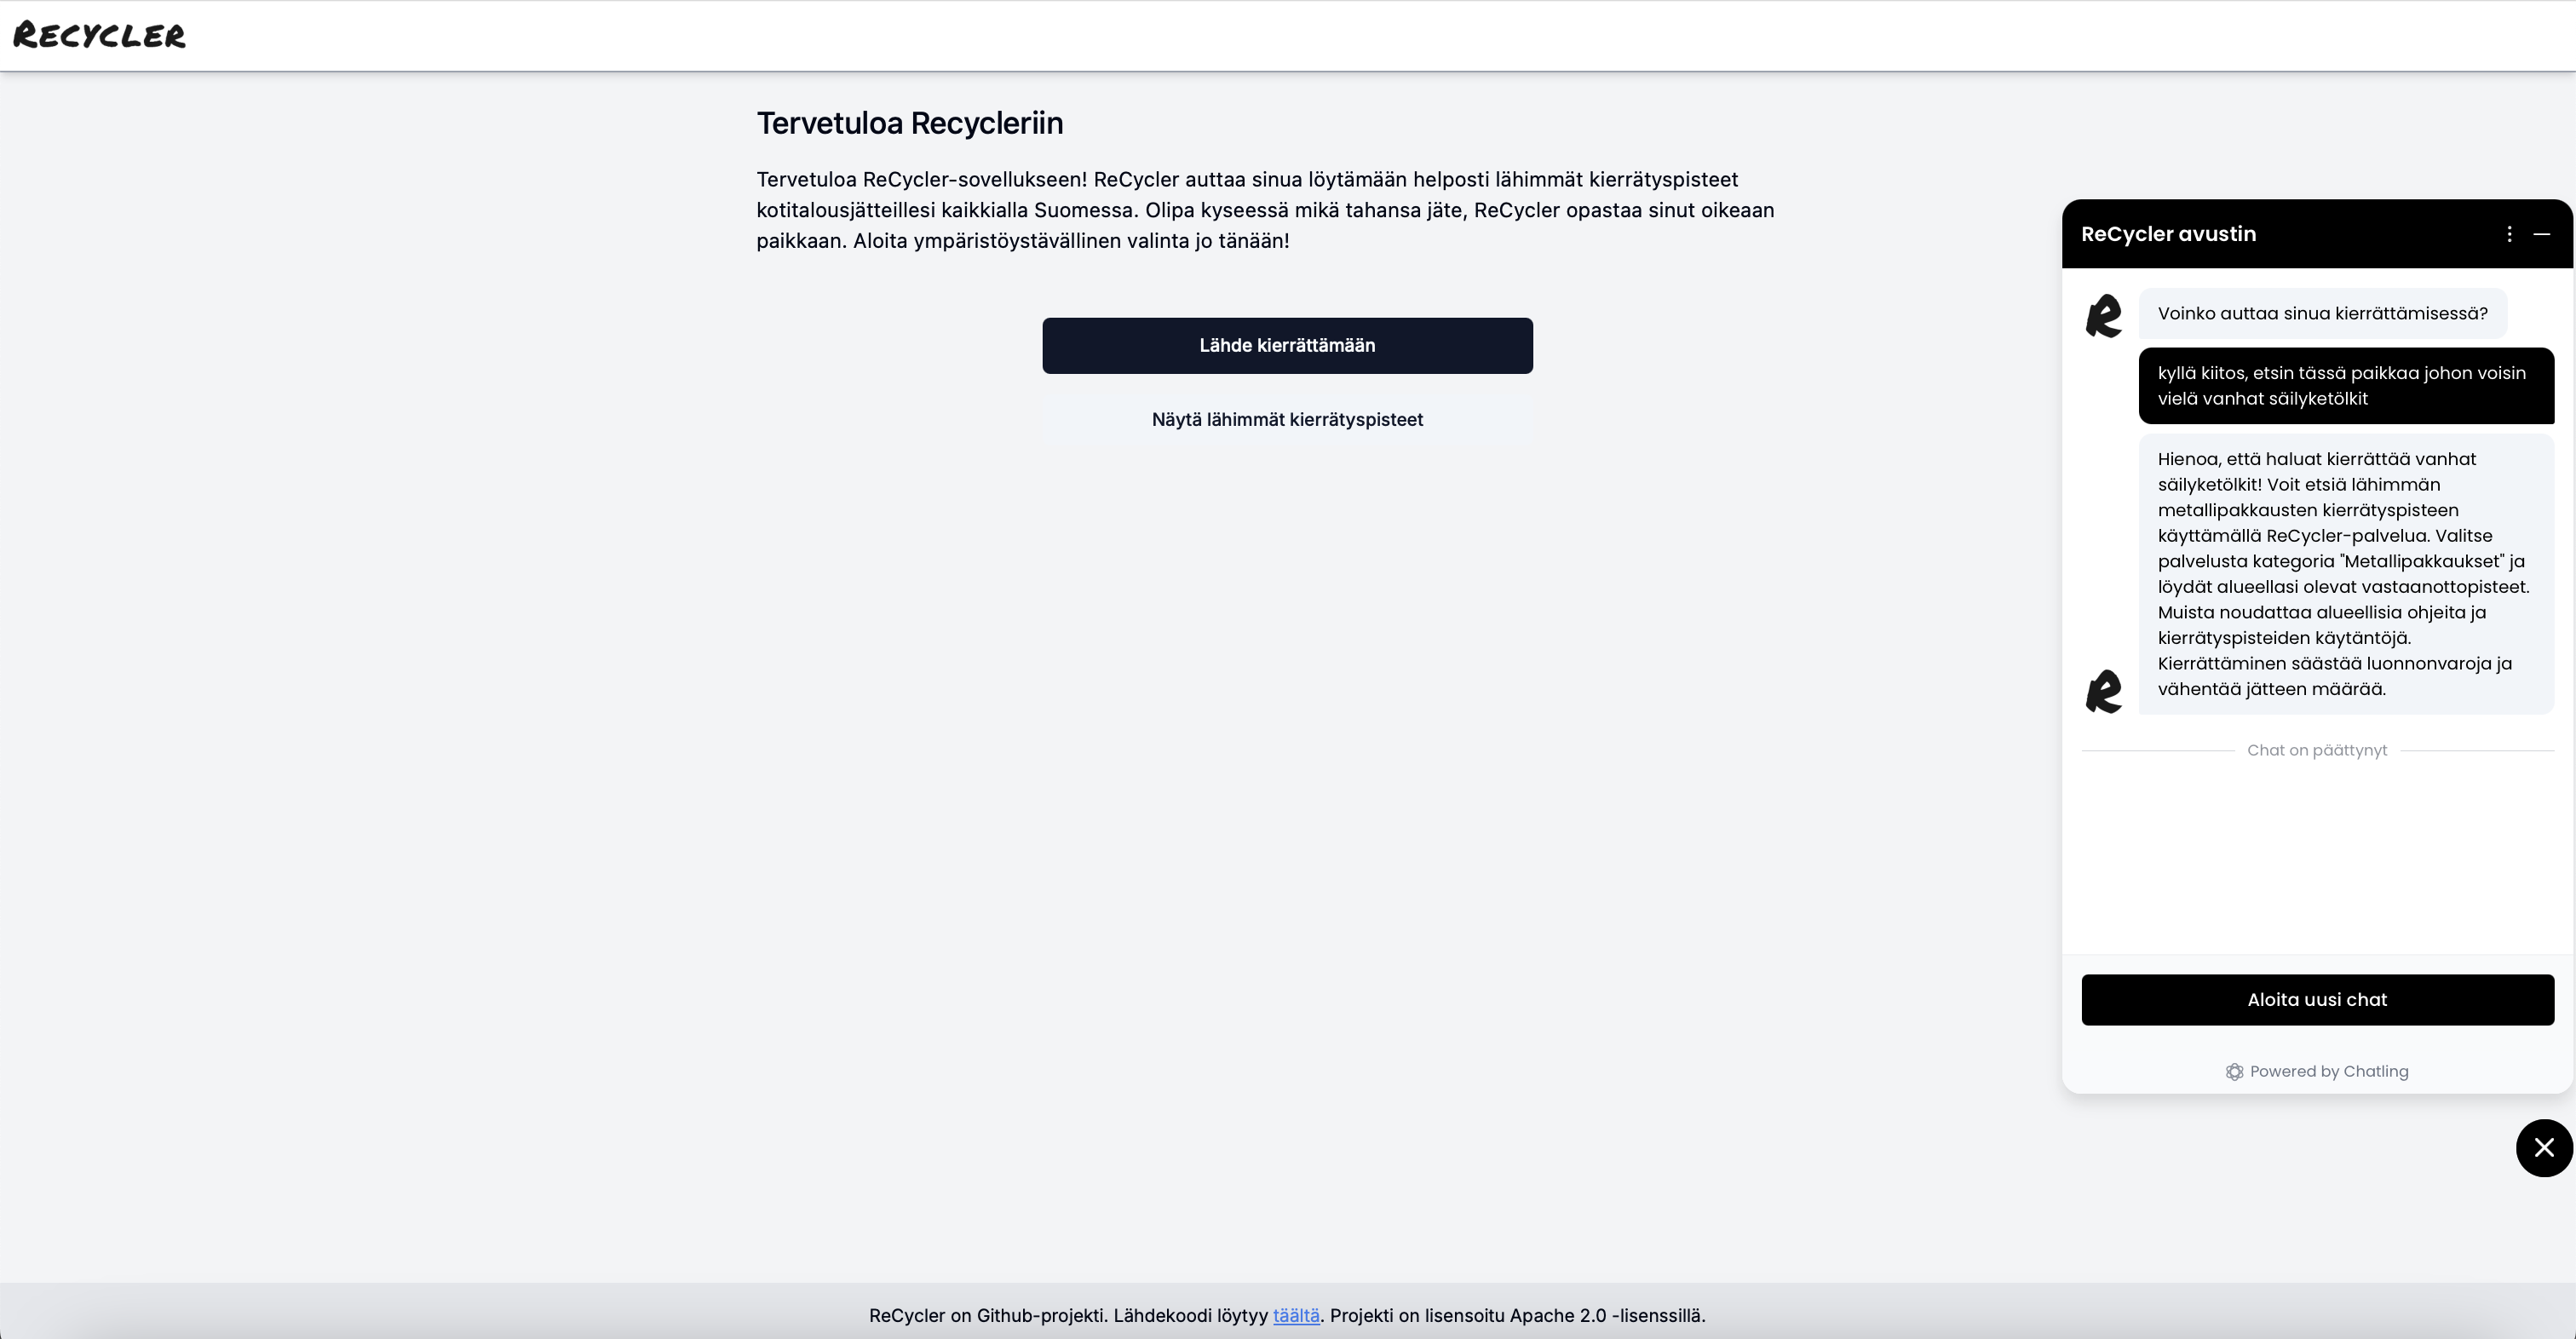 RECYCLER
Tervetuloa Recycleriin
Tervetuloa ReCycler-sovellukseen! ReCycler auttaa sinua löytämään helposti lähimmät kierrätyspisteet
kotitalousjätteillesi kaikkialla Suomessa. Olipa kyseessä mikä tahansa jäte, ReCycler opastaa sinut oikeaan
paikkaan. Aloita ympäristöystävällinen valinta jo tänään!
Lähde kierrättämään
Näytä lähimmät kierrätyspisteet
ReCycler avustin
Voinko auttaa sinua kierrättämisessä?
kyllä kiitos, etsin tässä paikkaa johon voisin
vielä vanhat säilyketölkit
Hienoa, että haluat kierrättää vanhat
säilyketölkit! Voit etsiä lähimmän
metallipakkausten kierrätyspisteen
käyttämällä ReCycler-palvelua. Valitse
palvelusta kategoria "Metallipakkaukset" ja
löydät alueellasi olevat vastaanottopisteet.
Muista noudattaa alueellisia ohjeita ja
kierrätyspisteiden käytäntöjä.
Kierrättäminen säästää luonnonvaroja ja
vähentää jätteen määrää.
R
R
Chat on päättynyt
Aloita uusi chat
Powered by Chatling
ReCycler on Github-projekti. Lähdekoodi löytyy täältä. Projekti on lisensoitu Apache 2.0 -lisenssillä.